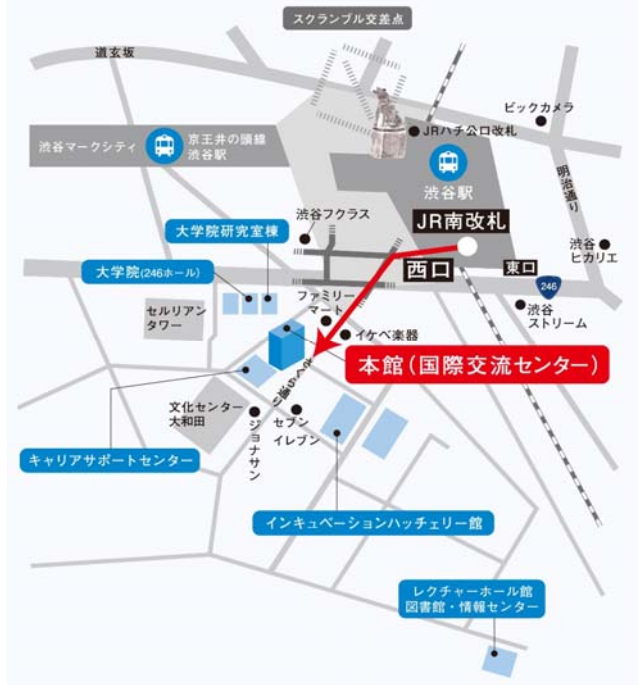 スクランブル交差点
道玄坂
ビックカメラ
JRハチ公口改札
渋谷マークシティ
京王井の頭線
渋谷駅
渋谷駅
明治通り
渋谷フクラス
JR南改札
大学院研究室棟
渋谷
ヒカリエ
西口
東口
大学院(246ホール)
246
ファミリー
マート
渋谷
ストリーム
セルリアン
タワー
イケベ楽器
本館(国際交流センター)
さくら通り
文化センター
大和田
ジョナサン
セブン
イレブン
キャリアサポートセンター
インキュベーションハッチェリー館
レクチャーホール館
図書館・情報センター